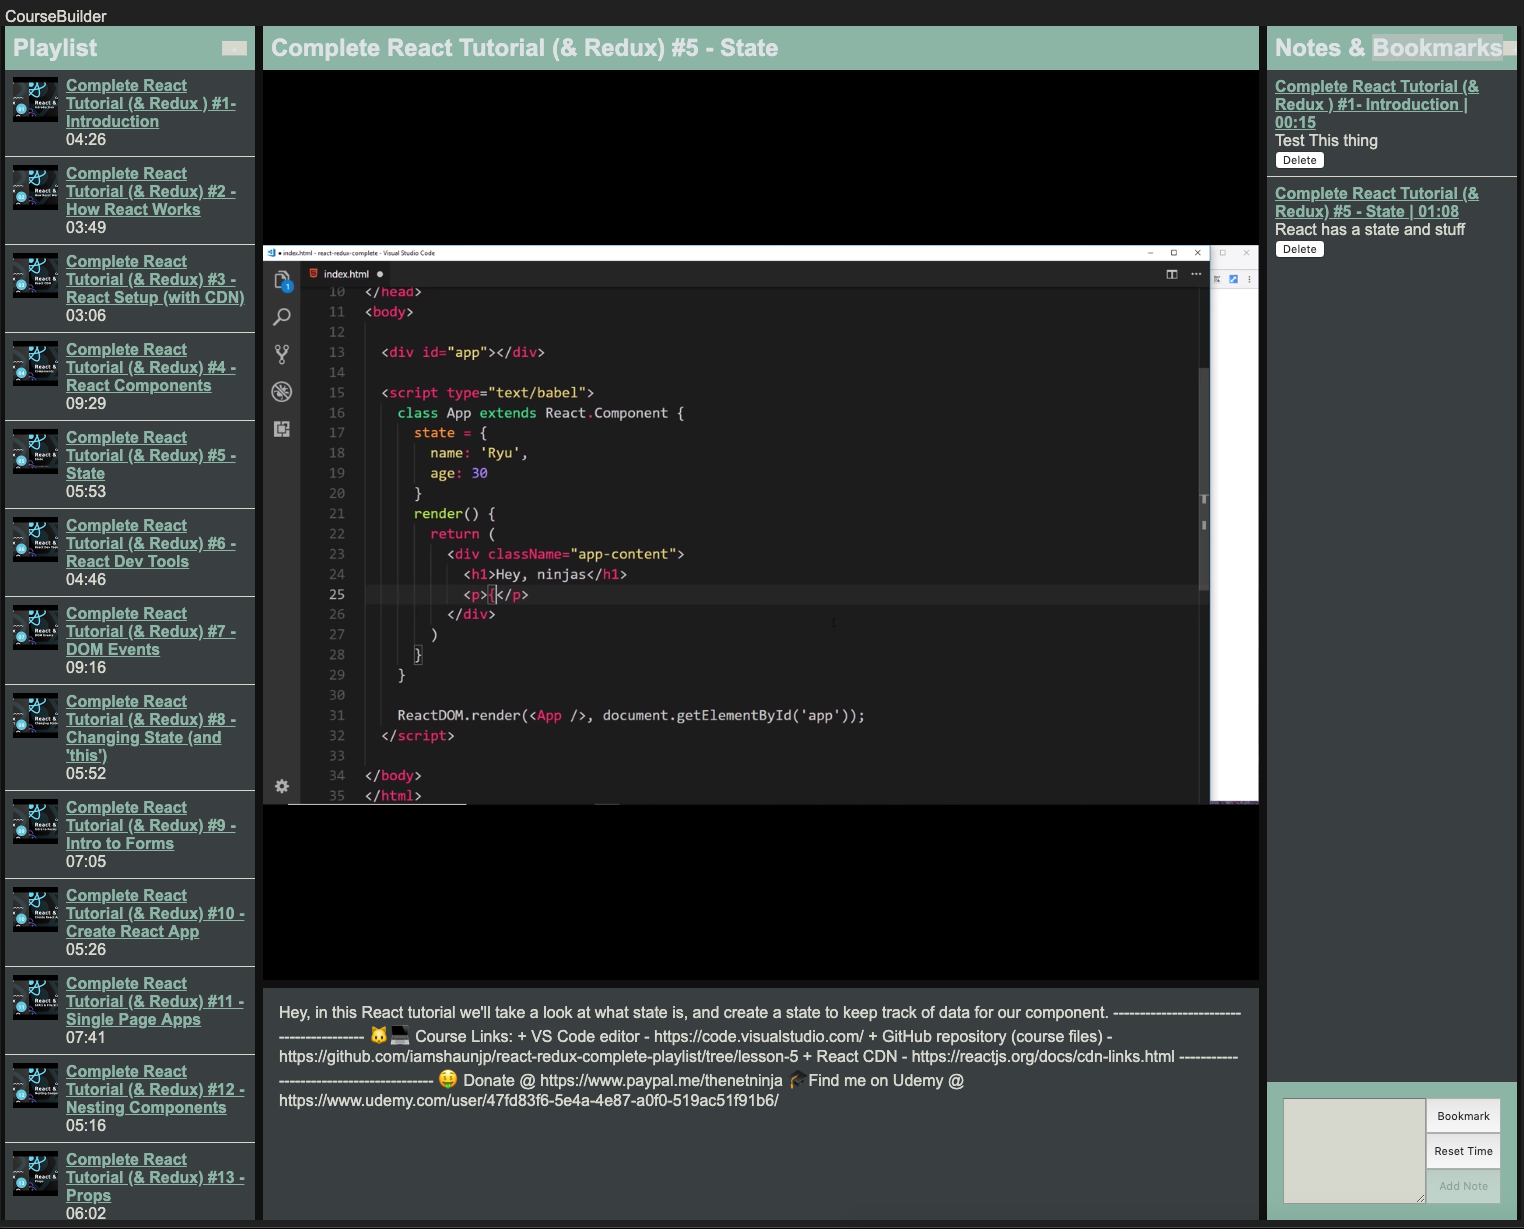 CourseBuilder
Playlist
Complete React
Tutorial (& Redux ) #1-
Introduction
04:26
Complete React
Tutorial (& Redux) #2 -
How React Works
03:49
Complete React
Tutorial (& Redux) #3 -
React Setup (with CDN)
03:06
Complete React
Tutorial (& Redux) #4 -
React Components
09:29
Complete React
Tutorial (& Redux) #5 -
State
05:53
Complete React
Tutorial (& Redux) #6 -
React Dev Tools
04:46
Complete React
Tutorial (& Redux) #7 -
DOM Events
09:16
Complete React
Tutorial (& Redux) #8 -
Changing State (and
'this')
05:52
Complete React
Tutorial (& Redux) #9 -
Intro to Forms
07:05
Complete React
Tutorial (& Redux) #10 -
Create React App
05:26
Complete React
Tutorial (& Redux) #11 -
Single Page Apps
07:41
Complete React
Tutorial (& Redux) #12 -
Nesting Components
05:16
Complete React
Tutorial (& Redux) #13 -
Props
06:02
Complete React Tutorial (& Redux) #5 - State
● index.html - react-redux-complete - Visual Studio Code
index.html ●
1
10 </head>
11 <body>
12
13 <div id="app"></div>
14
15 <script type="text/babel">
16 class App extends React.Component {
17 state = {
18 name: 'Ryu',
19 age: 30
20 }
21 render() {
22 return (
23 <div className="app-content">
24 <h1>Hey, ninjas</h1>
25 <p>{</p>
26 </div>
27 )
28 }
29 }
30
31 ReactDOM.render(<App />, document.getElementById('app'));
32 </script>
33
34 </body>
35 </html>
Hey, in this React tutorial we'll take a look at what state is, and create a state to keep track of data for our component. ------------------------
---------------- 🐱💻 Course Links: + VS Code editor - https://code.visualstudio.com/ + GitHub repository (course files) -
https://github.com/iamshaunjp/react-redux-complete-playlist/tree/lesson-5 + React CDN - https://reactjs.org/docs/cdn-links.html -----------
----------------------------- 🤑 Donate @ https://www.paypal.me/thenetninja 🎓Find me on Udemy @
https://www.udemy.com/user/47fd83f6-5e4a-4e87-a0f0-519ac51f91b6/
Notes & Bookmarks
Complete React Tutorial (&
Redux ) #1- Introduction |
00:15
Test This thing
Delete
Complete React Tutorial (&
Redux) #5 - State | 01:08
React has a state and stuff
Delete
Bookmark
Reset Time
Add Note